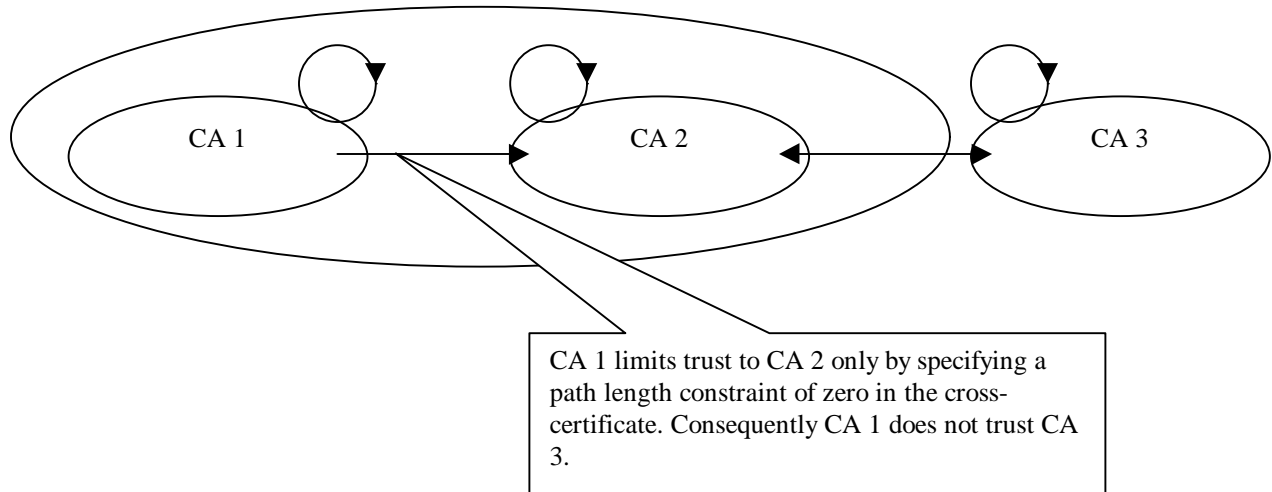 CA 1
CA 2
CA 3
CA 1 limits trust to CA 2 only by specifying a
path length constraint of zero in the cross-
certificate. Consequently CA 1 does not trust CA
3.